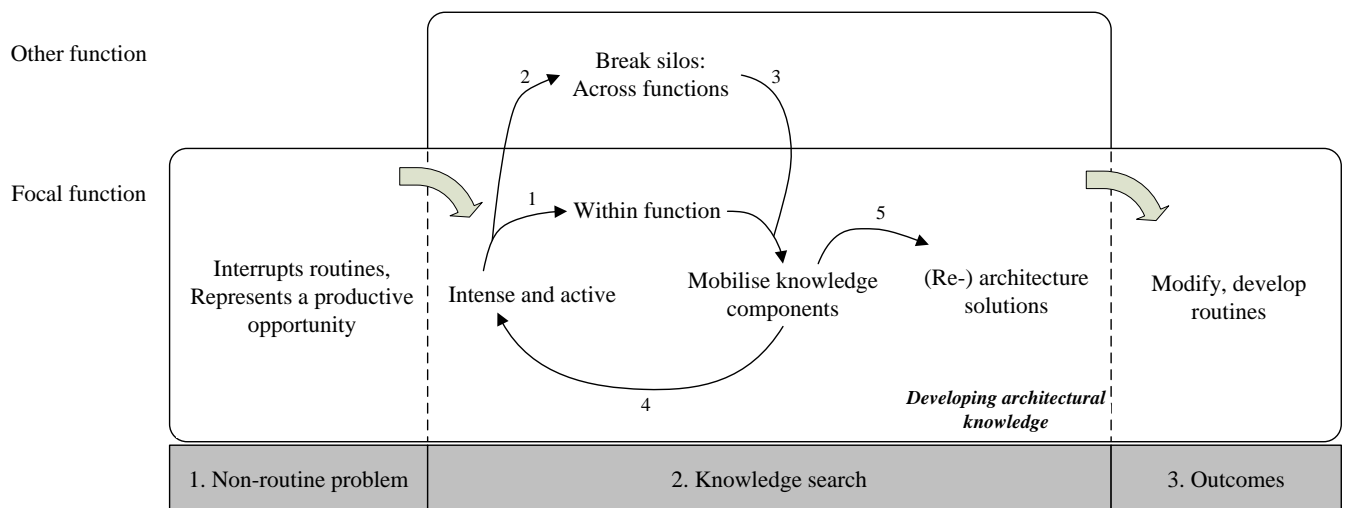 Other function
Break silos:
Across functions
2
3
Focal function
1
Within function
5
Interrupts routines,
Represents a productive
opportunity
Intense and active
Mobilise knowledge
components
(Re-) architecture
solutions
Modify, develop
routines
4
Developing architectural
knowledge
1. Non-routine problem
2. Knowledge search
3. Outcomes